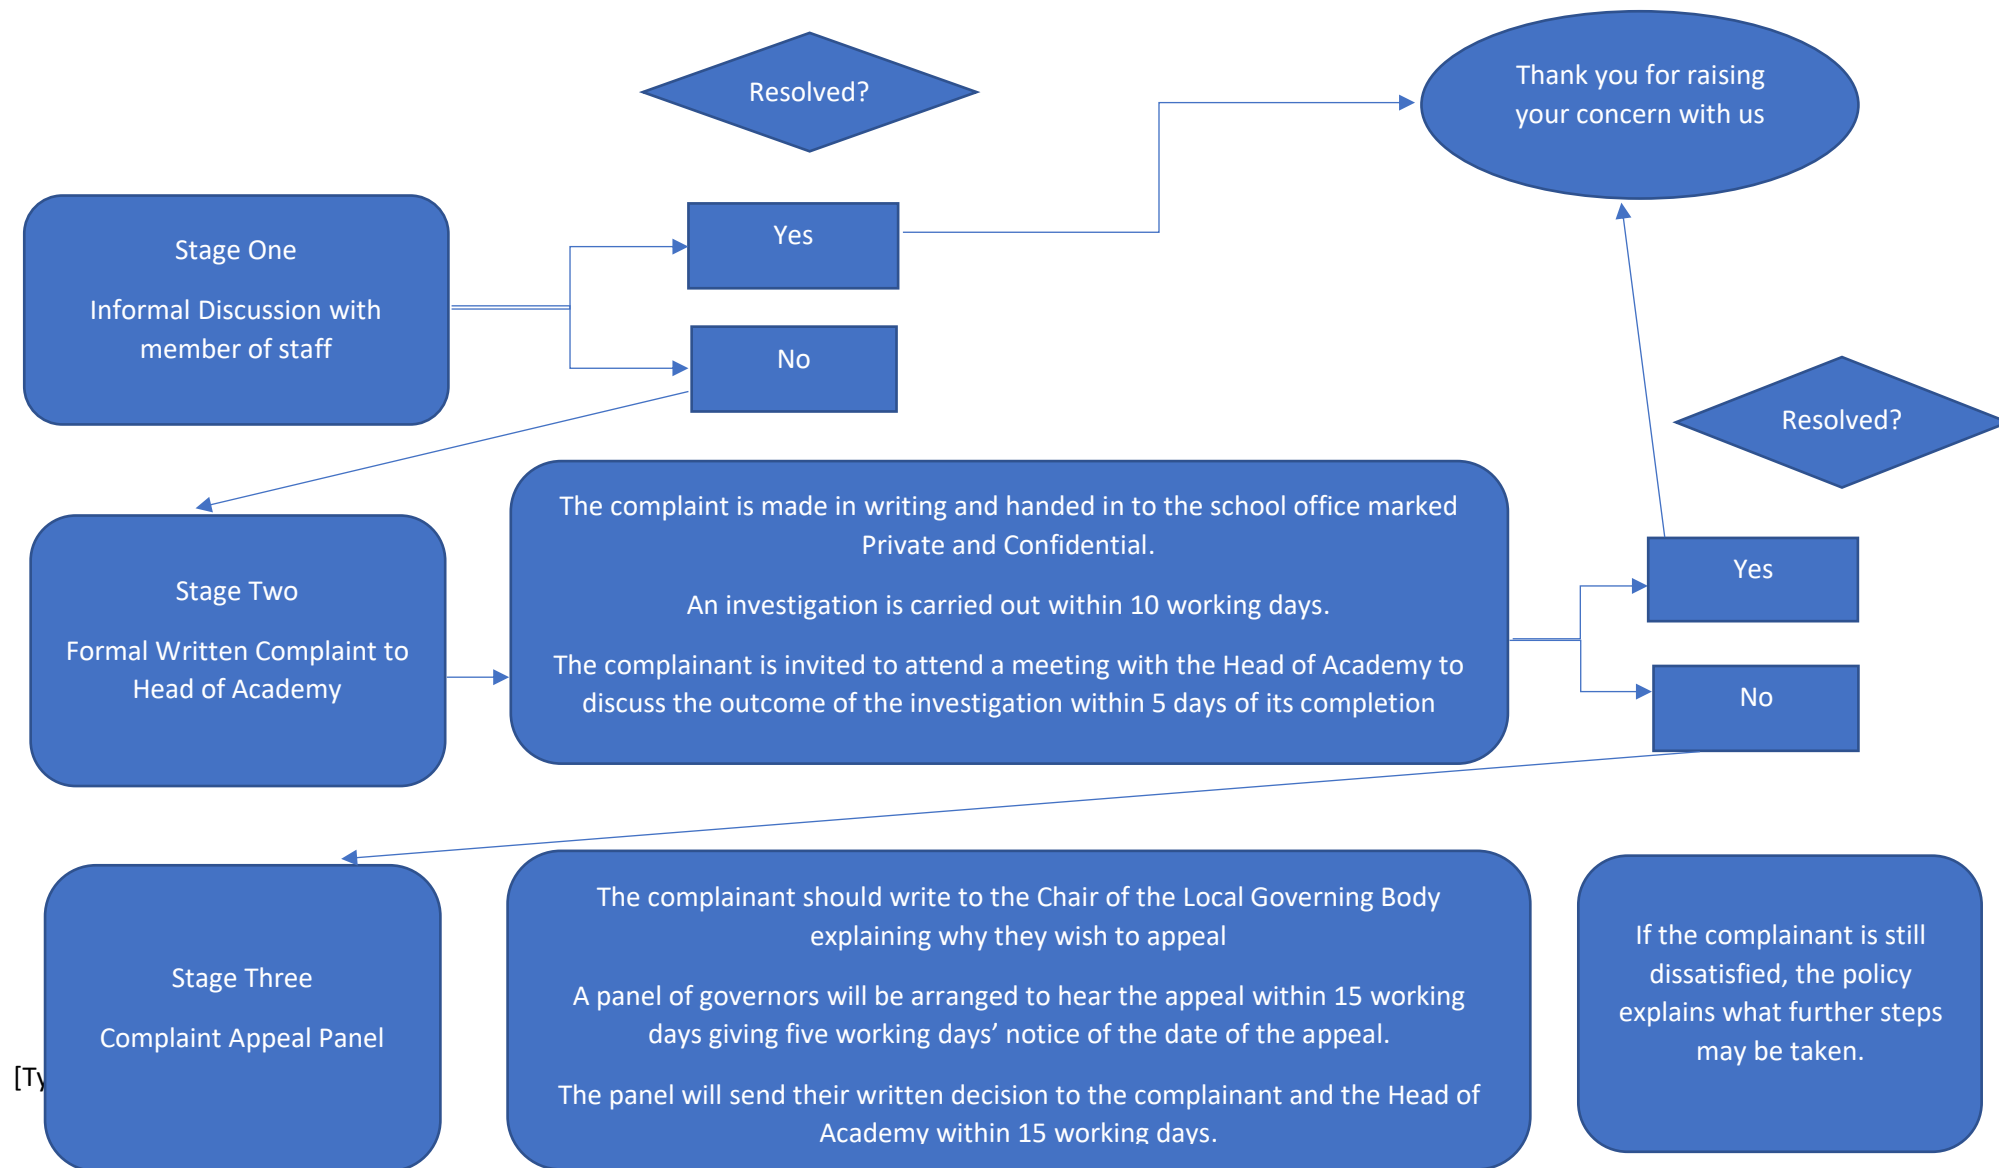 Resolved?
Thank you for raising
your concern with us
Stage One
Informal Discussion with
member of staff
Yes
No
Resolved?
Stage Two
Formal Written Complaint to
Head of Academy
The complaint is made in writing and handed in to the school office marked
Private and Confidential.
An investigation is carried out within 10 working days.
The complainant is invited to attend a meeting with the Head of Academy to
discuss the outcome of the investigation within 5 days of its completion
Yes
No
Stage Three
Complaint Appeal Panel
The complainant should write to the Chair of the Local Governing Body
explaining why they wish to appeal
A panel of governors will be arranged to hear the appeal within 15 working
days giving five working days’ notice of the date of the appeal.
The panel will send their written decision to the complainant and the Head of
Academy within 15 working days.
If the complainant is still
dissatisfied, the policy
explains what further steps
may be taken.